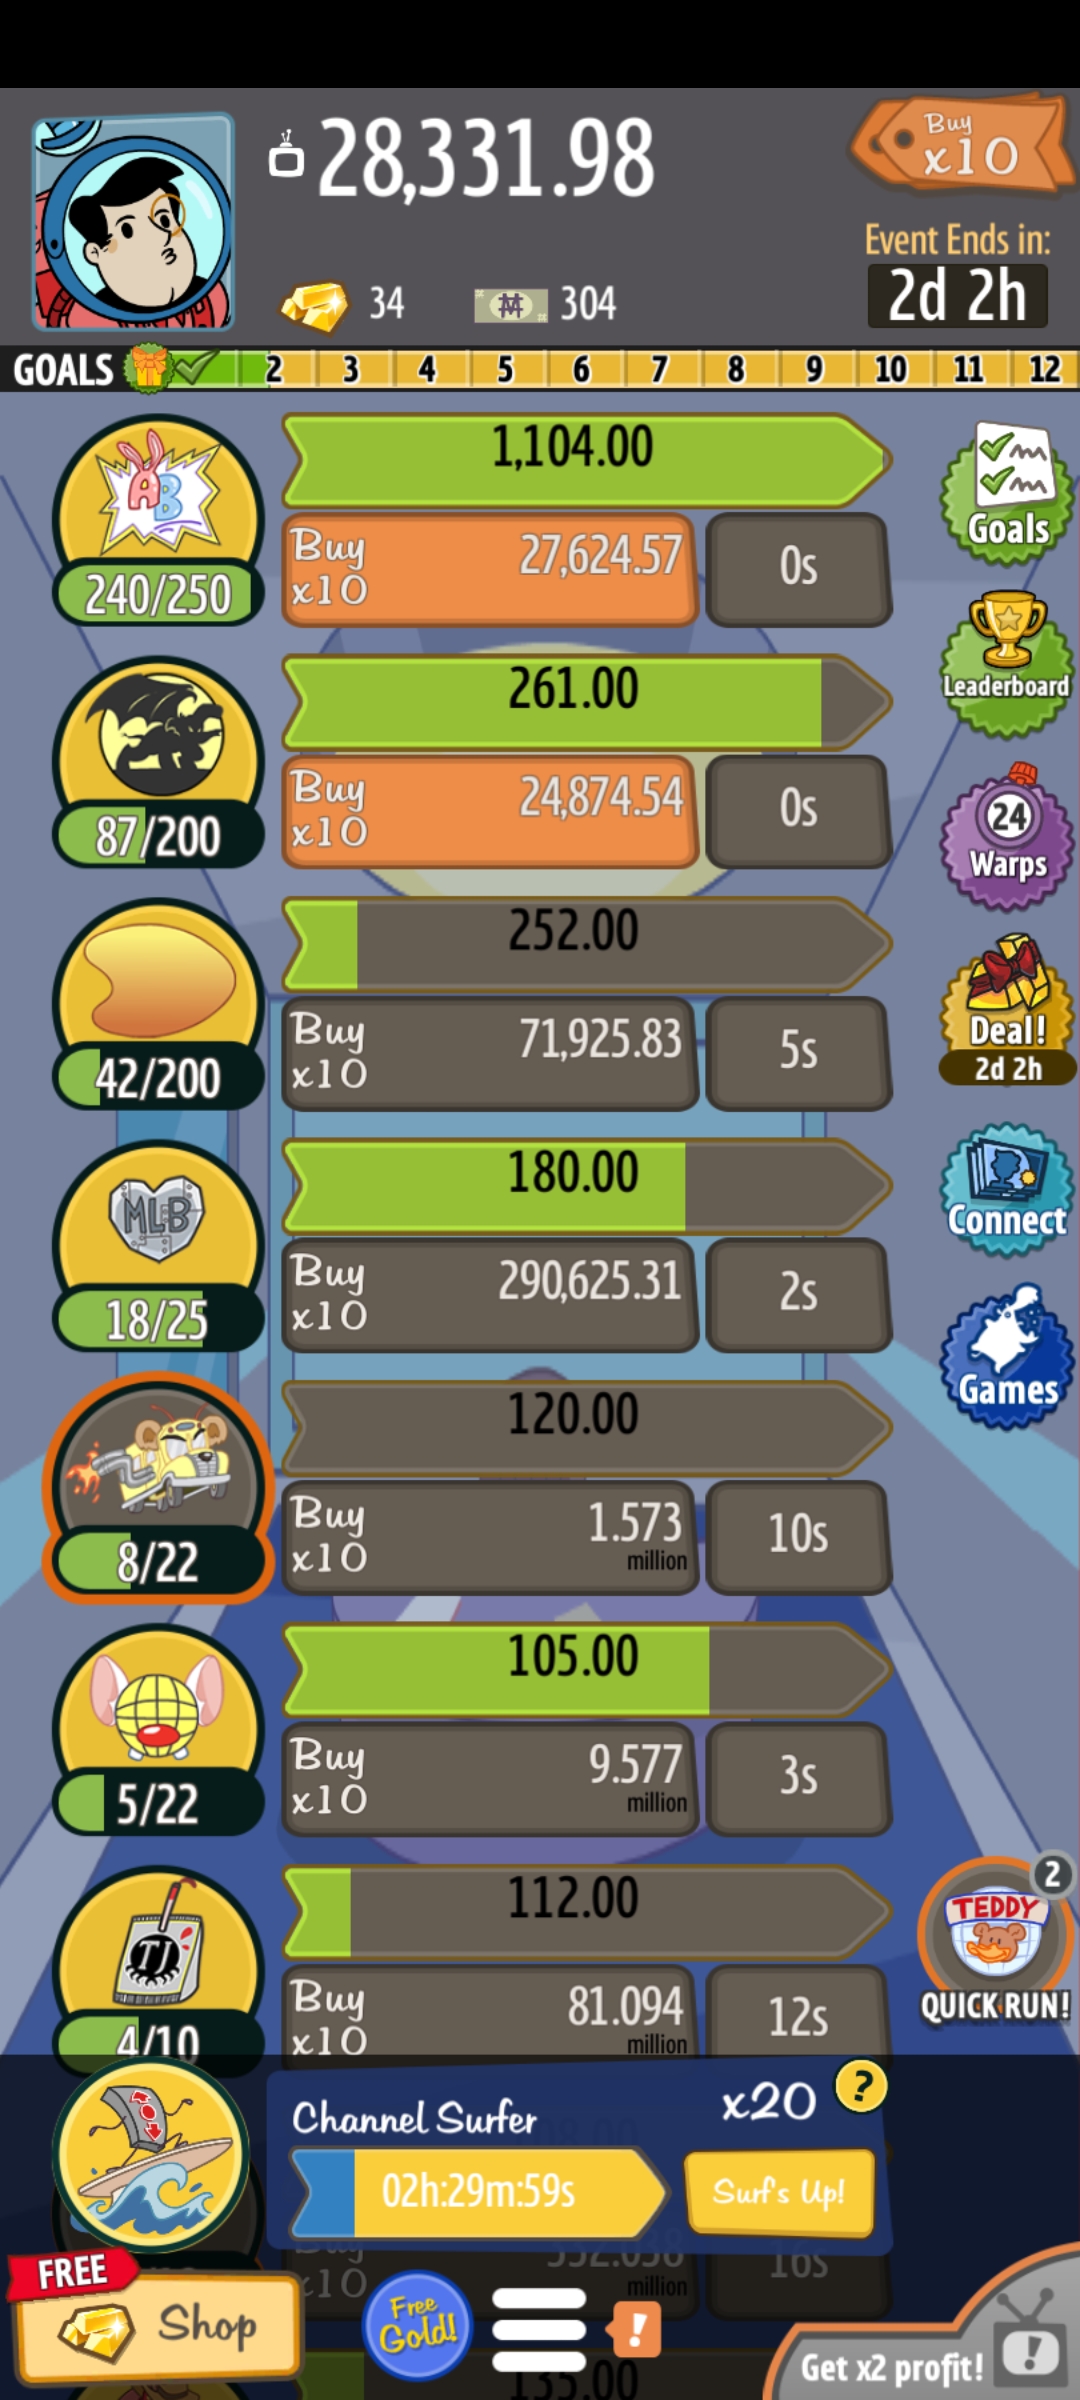 28,331.98
Buy
x10
Event Ends in:
2d 2h
34
304
GOALS 2 3 4 5 6 7 8 9 10 11 12
AB
240/250
1,104.00
Buy
x10
27,624.57
0s
Goals
87/200
261.00
Buy
x10
24,874.54
0s
Leaderboard
24
Warps
42/200
252.00
Buy
x10
71,925.83
5s
Deal!
2d 2h
MLB
18/25
180.00
Buy
x10
290,625.31
2s
Connect
Games
8/22
120.00
Buy
x10
1.573
million
10s
5/22
105.00
Buy
x10
9.577
million
3s
TJ
4/10
112.00
Buy
x10
81.094
million
12s
2
TEDDY
QUICK RUN!
Channel Surfer
x20
?
02h:29m:59s
Surf's Up!
x10
million
16s
FREE
Shop
Free
Gold!
!
135.00
Get x2 profit!
!